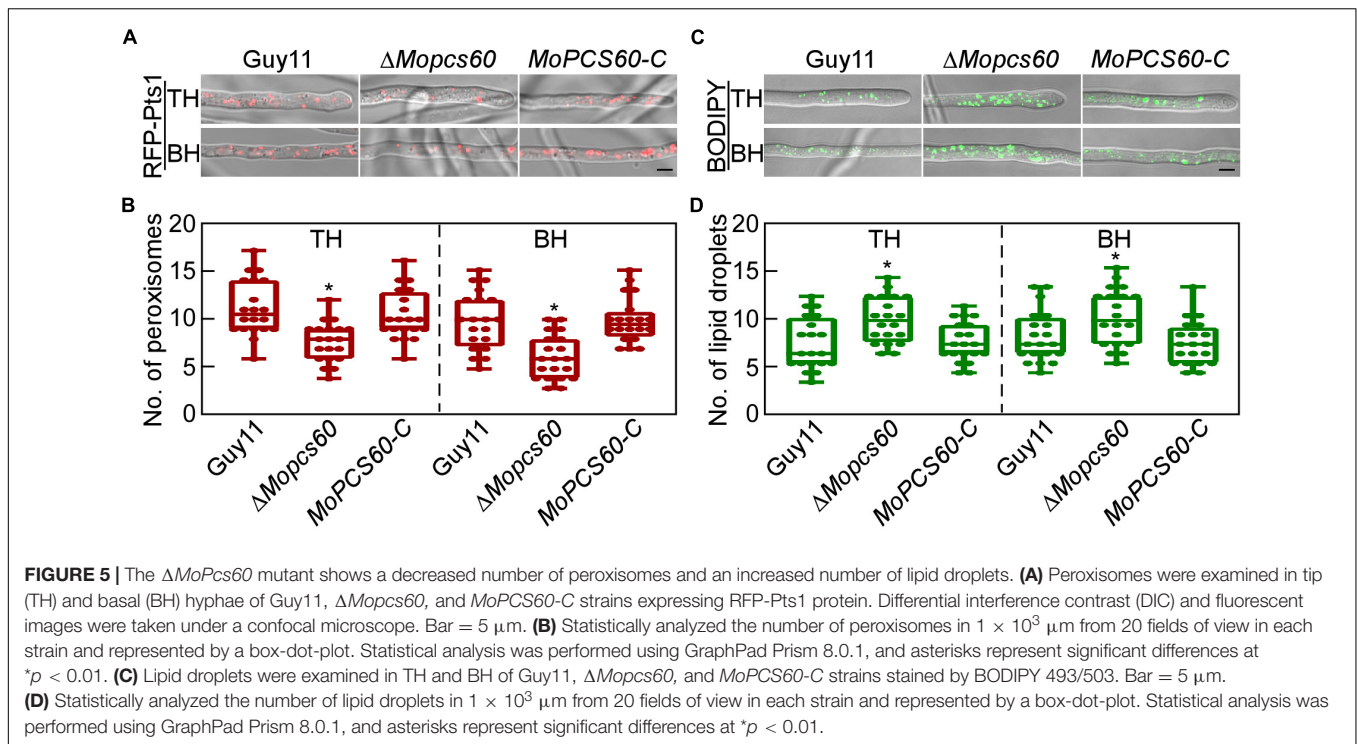 A
Guy11 ΔMopcs60 MoPCS60-C
RFP-Pts1
TH
BH
B
No. of peroxisomes
20
15
10
5
0
TH BH
* *
Guy11 ΔMopcs60 MoPCS60-C Guy11 ΔMopcs60 MoPCS60-C
C
Guy11 ΔMopcs60 MoPCS60-C
BODIPY
TH
BH
D
No. of lipid droplets
20
15
10
5
0
TH BH
* *
Guy11 ΔMopcs60 MoPCS60-C Guy11 ΔMopcs60 MoPCS60-C
FIGURE 5 | The ΔMoPcs60 mutant shows a decreased number of peroxisomes and an increased number of lipid droplets. (A) Peroxisomes were examined in tip
(TH) and basal (BH) hyphae of Guy11, ΔMopcs60, and MoPCS60-C strains expressing RFP-Pts1 protein. Differential interference contrast (DIC) and fluorescent
images were taken under a confocal microscope. Bar = 5 μm. (B) Statistically analyzed the number of peroxisomes in 1 × 10³ μm from 20 fields of view in each
strain and represented by a box-dot-plot. Statistical analysis was performed using GraphPad Prism 8.0.1, and asterisks represent significant differences at
*p < 0.01. (C) Lipid droplets were examined in TH and BH of Guy11, ΔMopcs60, and MoPCS60-C strains stained by BODIPY 493/503. Bar = 5 μm.
(D) Statistically analyzed the number of lipid droplets in 1 × 10³ μm from 20 fields of view in each strain and represented by a box-dot-plot. Statistical analysis was
performed using GraphPad Prism 8.0.1, and asterisks represent significant differences at *p < 0.01.